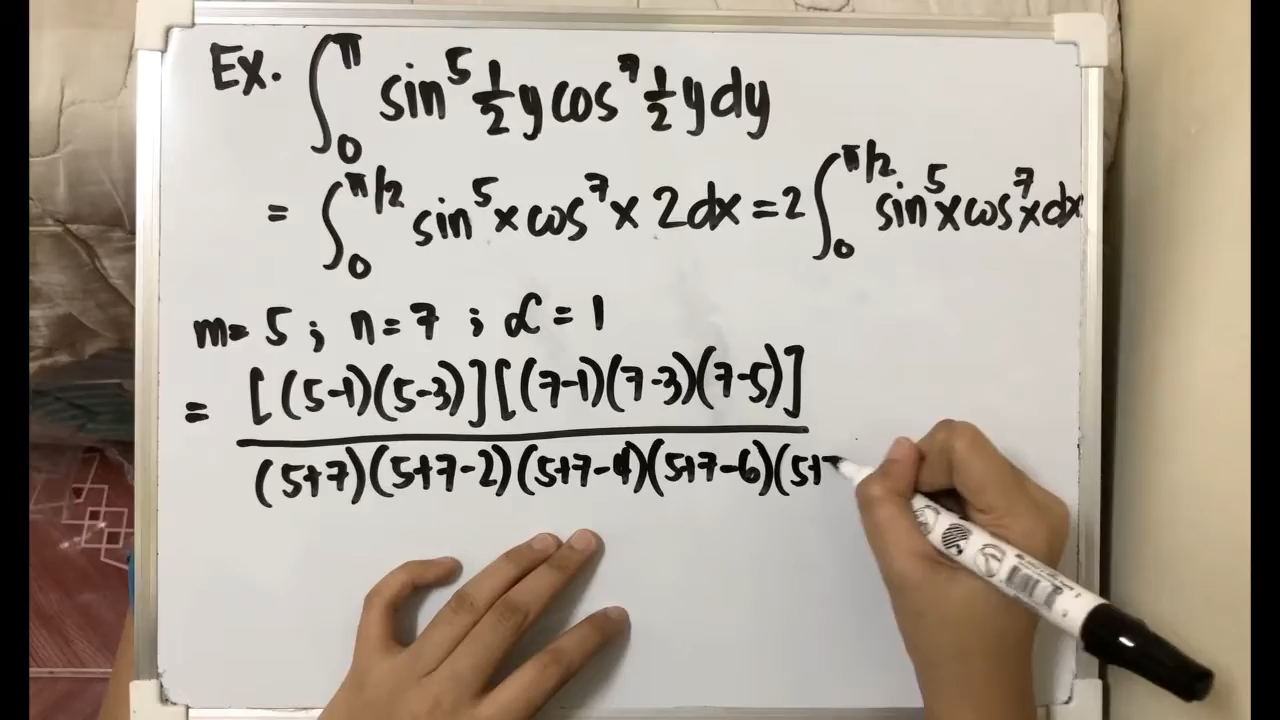 Ex. ∫₀^π sin⁵ ½y cos⁷ ½y dy
= ∫₀^(π/2) sin⁵x cos⁷x 2dx = 2∫₀^(π/2) sin⁵x cos⁷x dx
m= 5 ; n = 7 ; α = 1
= [(5-1)(5-3)][(7-1)(7-3)(7-5)]
(5+7)(5+7-2)(5+7-4)(5+7-6)(5+7